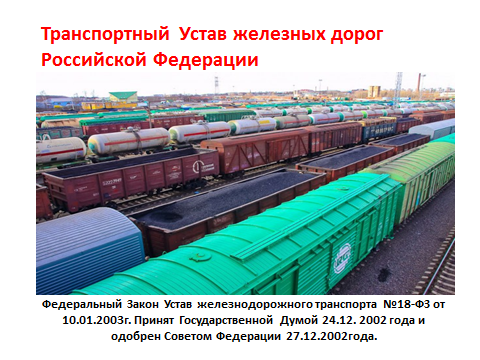 Транспортный Устав железных дорог
Российской Федерации
Федеральный Закон Устав железнодорожного транспорта №18-ФЗ от
10.01.2003г. Принят Государственной Думой 24.12. 2002 года и
одобрен Советом Федерации 27.12.2002года.